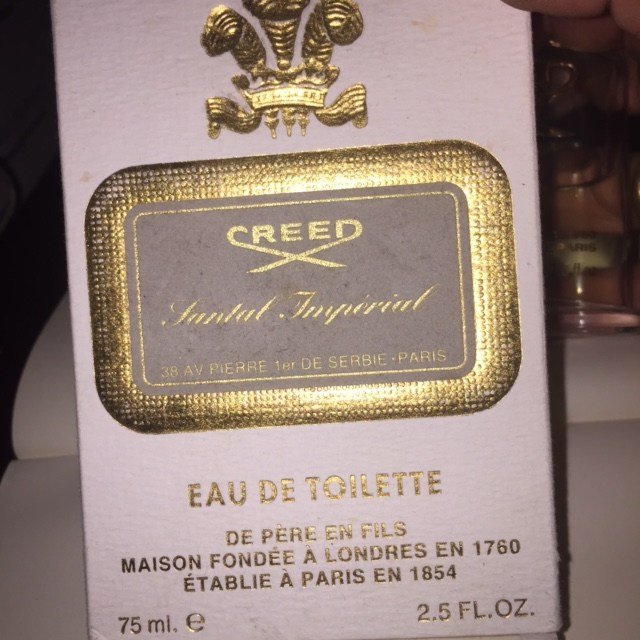 CREED
Santal Impérial
38 AV PIERRE 1er DE SERBIE · PARIS
EAU DE TOILETTE
DE PÈRE EN FILS
MAISON FONDÉE À LONDRES EN 1760
ÉTABLIE À PARIS EN 1854
75 ml. ℮
2.5 FL.OZ.
PARIS